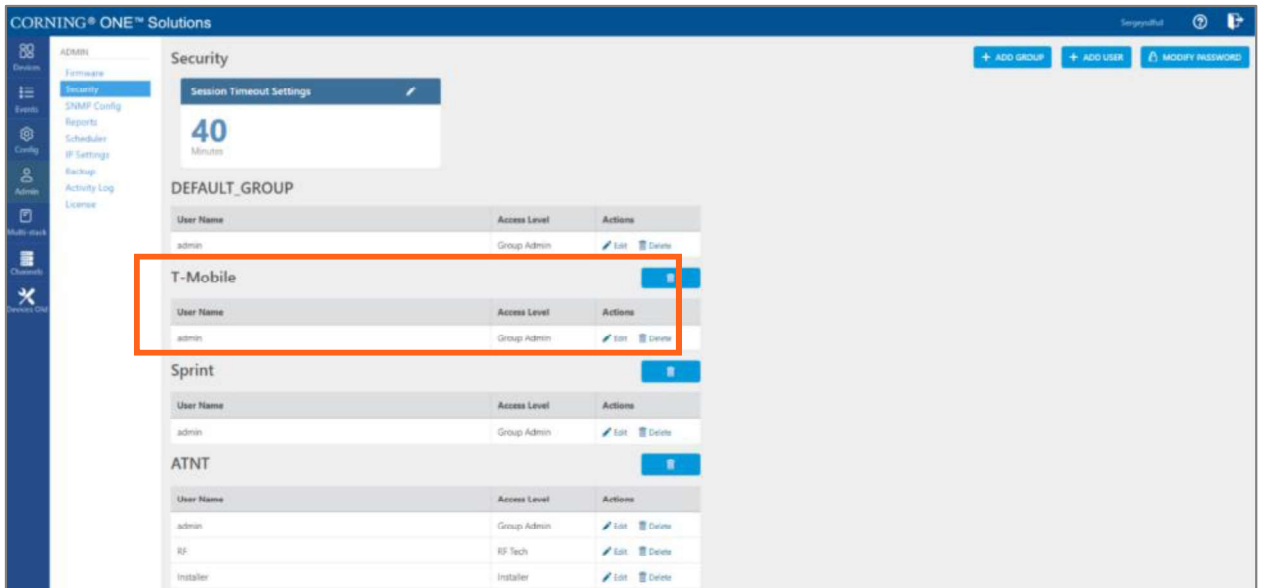 CORNING® ONE™ Solutions
Devices
Events
Config
Admin
Multi-stack
Channels
Devices Old
ADMIN
Firmware
Security
SNMP Config
Reports
Scheduler
IP Settings
Backup
Activity Log
License
Security
+ ADD GROUP
+ ADD USER
MODIFY PASSWORD
Session Timeout Settings
40
Minutes
DEFAULT_GROUP
User Name Access Level Actions
admin Group Admin Edit Delete
T-Mobile
User Name Access Level Actions
admin Group Admin Edit Delete
Sprint
User Name Access Level Actions
admin Group Admin Edit Delete
ATNT
User Name Access Level Actions
admin Group Admin Edit Delete
RF RF Tech Edit Delete
Installer Installer Edit Delete